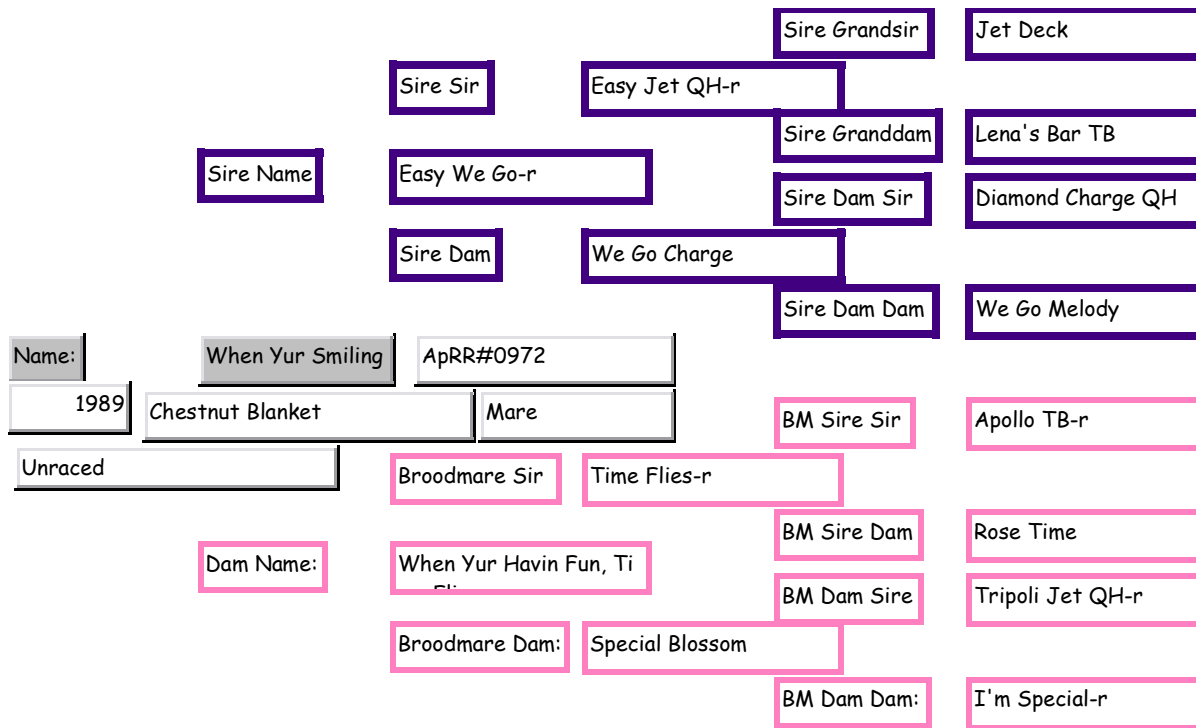 Sire Grandsir Jet Deck
Sire Sir Easy Jet QH-r
Sire Granddam Lena's Bar TB
Sire Name Easy We Go-r
Sire Dam Sir Diamond Charge QH
Sire Dam We Go Charge
Sire Dam Dam We Go Melody
Name: When Yur Smiling ApRR#0972
1989 Chestnut Blanket Mare
BM Sire Sir Apollo TB-r
Unraced
Broodmare Sir Time Flies-r
BM Sire Dam Rose Time
Dam Name: When Yur Havin Fun, Ti
BM Dam Sire Tripoli Jet QH-r
Broodmare Dam: Special Blossom
BM Dam Dam: I'm Special-r